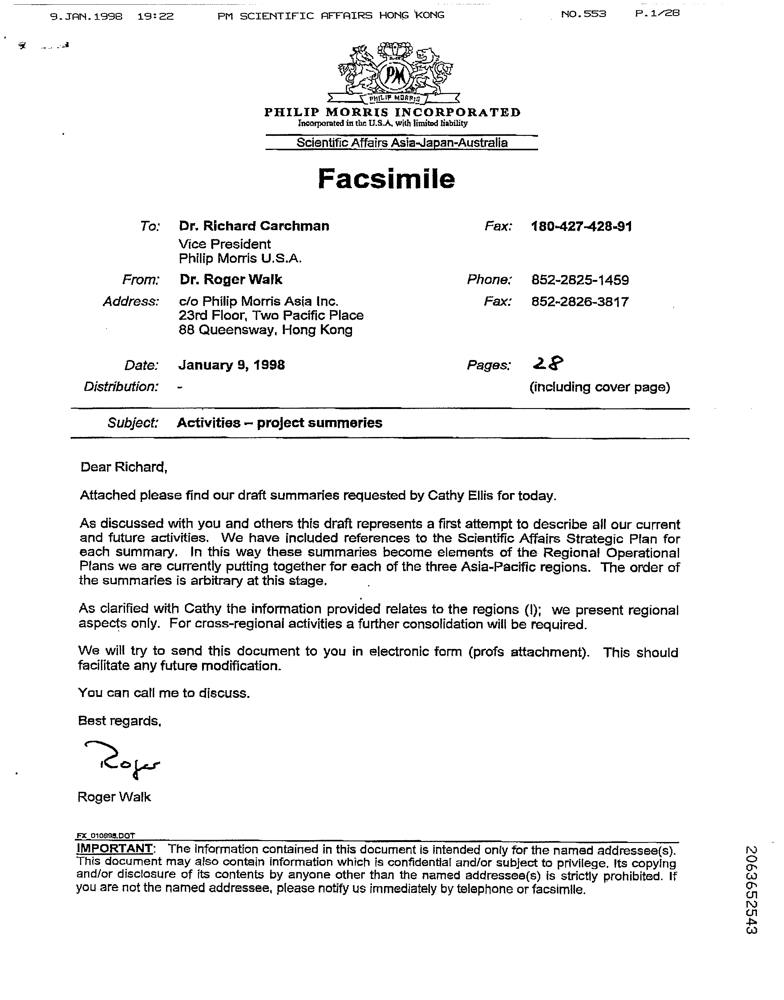 9.JAN.1998 19:22 PM SCIENTIFIC AFFAIRS HONG KONG NO.553 P.1/28
PM
PHILIP MORRIS
PHILIP MORRIS INCORPORATED
Incorporated in the U.S.A. with limited liability
Scientific Affairs Asia-Japan-Australia
Facsimile
To: Dr. Richard Carchman Fax: 180-427-428-91
Vice President
Philip Morris U.S.A.
From: Dr. Roger Walk Phone: 852-2825-1459
Address: c/o Philip Morris Asia Inc. Fax: 852-2826-3817
23rd Floor, Two Pacific Place
88 Queensway, Hong Kong
Date: January 9, 1998 Pages: 28
Distribution: - (including cover page)
Subject: Activities – project summeries
Dear Richard,
Attached please find our draft summaries requested by Cathy Ellis for today.
As discussed with you and others this draft represents a first attempt to describe all our current
and future activities. We have included references to the Scientific Affairs Strategic Plan for
each summary. In this way these summaries become elements of the Regional Operational
Plans we are currently putting together for each of the three Asia-Pacific regions. The order of
the summaries is arbitrary at this stage.
As clarified with Cathy the information provided relates to the regions (!); we present regional
aspects only. For cross-regional activities a further consolidation will be required.
We will try to send this document to you in electronic form (profs attachment). This should
facilitate any future modification.
You can call me to discuss.
Best regards,
Roger
Roger Walk
FX_010898.DOT
IMPORTANT: The information contained in this document is intended only for the named addressee(s).
This document may also contain information which is confidential and/or subject to privilege. Its copying
and/or disclosure of its contents by anyone other than the named addressee(s) is strictly prohibited. If
you are not the named addressee, please notify us immediately by telephone or facsimile.
2063652543